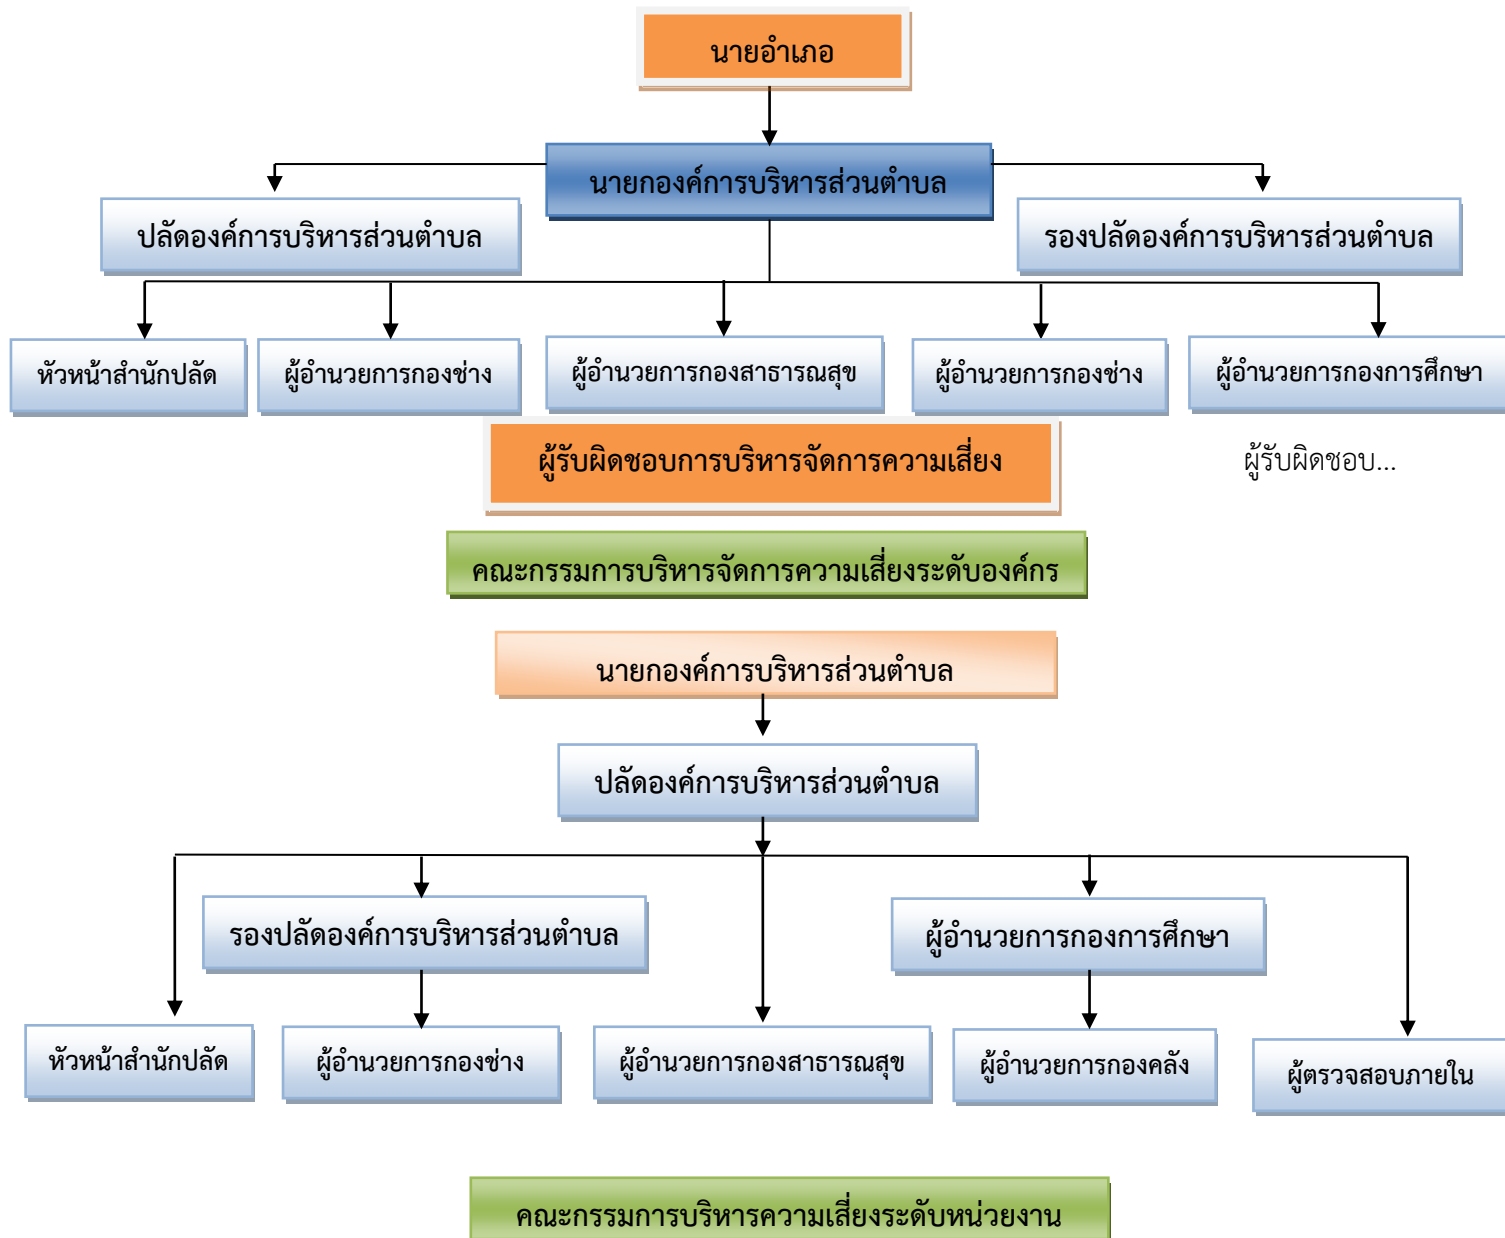 นายอำเภอ
นายกองค์การบริหารส่วนตำบล
ปลัดองค์การบริหารส่วนตำบล
รองปลัดองค์การบริหารส่วนตำบล
หัวหน้าสำนักปลัด
ผู้อำนวยการกองช่าง
ผู้อำนวยการกองสาธารณสุข
ผู้อำนวยการกองช่าง
ผู้อำนวยการกองการศึกษา
ผู้รับผิดชอบการบริหารจัดการความเสี่ยง
ผู้รับผิดชอบ...
คณะกรรมการบริหารจัดการความเสี่ยงระดับองค์กร
นายกองค์การบริหารส่วนตำบล
ปลัดองค์การบริหารส่วนตำบล
รองปลัดองค์การบริหารส่วนตำบล
ผู้อำนวยการกองการศึกษา
หัวหน้าสำนักปลัด
ผู้อำนวยการกองช่าง
ผู้อำนวยการกองสาธารณสุข
ผู้อำนวยการกองคลัง
ผู้ตรวจสอบภายใน
คณะกรรมการบริหารความเสี่ยงระดับหน่วยงาน